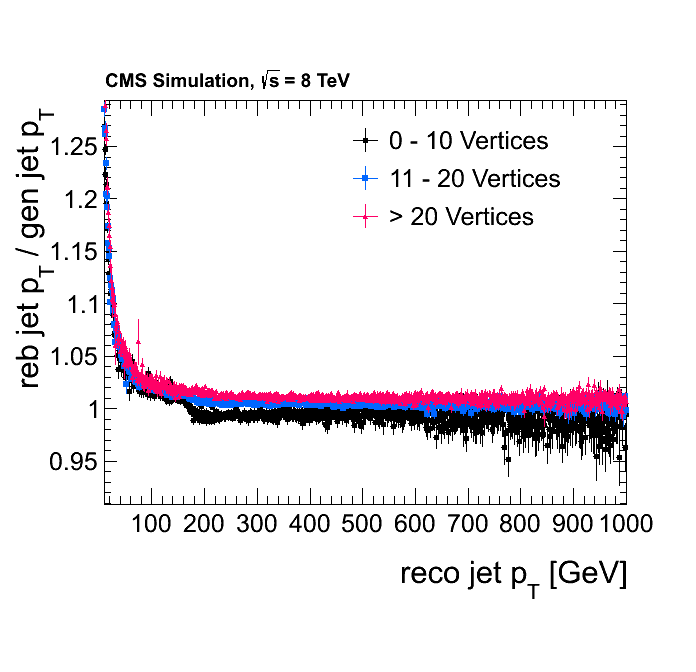 CMS Simulation, √s = 8 TeV
reb jet p_T / gen jet p_T
1.25
1.2
1.15
1.1
1.05
1
0.95
0 - 10 Vertices
11 - 20 Vertices
> 20 Vertices
100 200 300 400 500 600 700 800 900 1000
reco jet p_T [GeV]